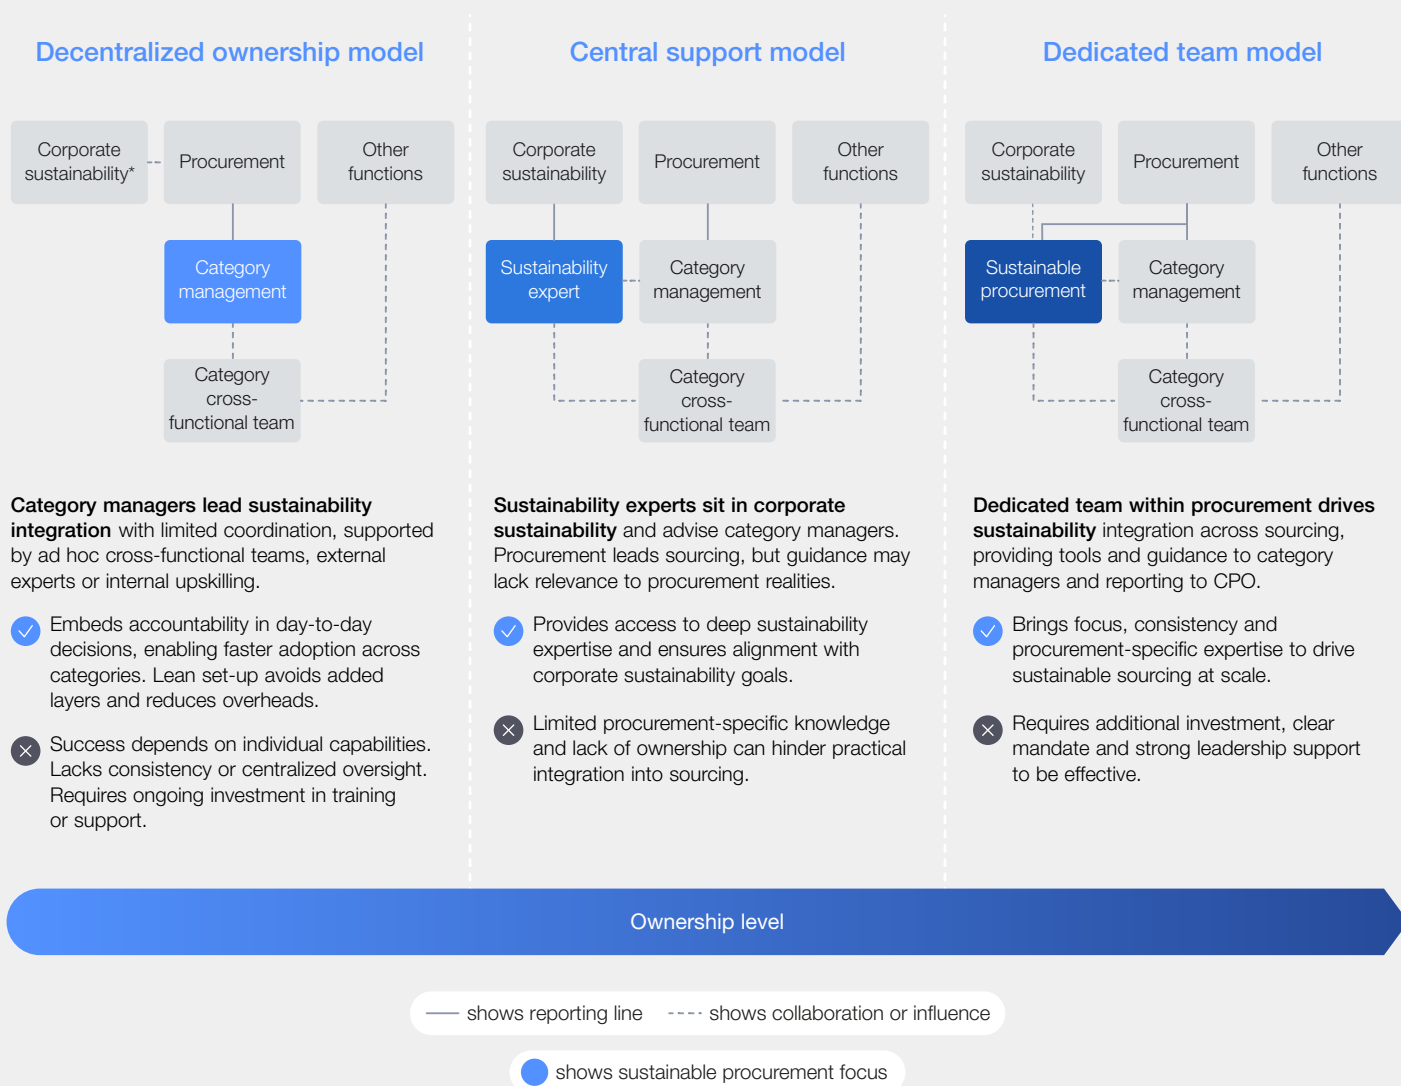 Decentralized ownership model
Corporate
sustainability*
Procurement
Other
functions
Category
management
Category
cross-
functional team
Category managers lead sustainability
integration with limited coordination, supported
by ad hoc cross-functional teams, external
experts or internal upskilling.
Embeds accountability in day-to-day
decisions, enabling faster adoption across
categories. Lean set-up avoids added
layers and reduces overheads.
Success depends on individual capabilities.
Lacks consistency or centralized oversight.
Requires ongoing investment in training
or support.
Central support model
Corporate
sustainability
Procurement
Other
functions
Sustainability
expert
Category
management
Category
cross-
functional team
Sustainability experts sit in corporate
sustainability and advise category managers.
Procurement leads sourcing, but guidance may
lack relevance to procurement realities.
Provides access to deep sustainability
expertise and ensures alignment with
corporate sustainability goals.
Limited procurement-specific knowledge
and lack of ownership can hinder practical
integration into sourcing.
Dedicated team model
Corporate
sustainability
Procurement
Other
functions
Sustainable
procurement
Category
management
Category
cross-
functional team
Dedicated team within procurement drives
sustainability integration across sourcing,
providing tools and guidance to category
managers and reporting to CPO.
Brings focus, consistency and
procurement-specific expertise to drive
sustainable sourcing at scale.
Requires additional investment, clear
mandate and strong leadership support
to be effective.
Ownership level
shows reporting line
shows collaboration or influence
shows sustainable procurement focus